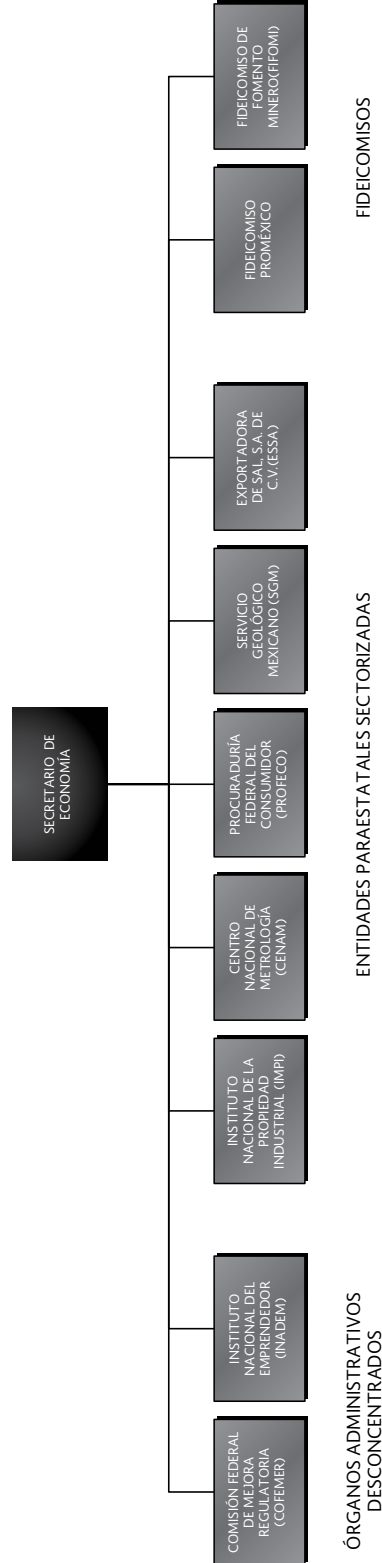 SECRETARIO DE
ECONOMÍA
COMISIÓN FEDERAL
DE MEJORA
REGULATORIA
(COFEMER)
INSTITUTO
NACIONAL DEL
EMPRENDEDOR
(INADEM)
INSTITUTO
NACIONAL DE LA
PROPIEDAD
INDUSTRIAL (IMPI)
CENTRO
NACIONAL DE
METROLOGÍA
(CENAM)
PROCURADURÍA
FEDERAL DEL
CONSUMIDOR
(PROFECO)
SERVICIO
GEOLÓGICO
MEXICANO (SGM)
EXPORTADORA
DE SAL, S.A. DE
C.V.(ESSA)
FIDEICOMISO
PROMÉXICO
FIDEICOMISO DE
FOMENTO
MINERO(FIFOMI)
ÓRGANOS ADMINISTRATIVOS
DESCONCENTRADOS
ENTIDADES PARAESTATALES SECTORIZADAS
FIDEICOMISOS